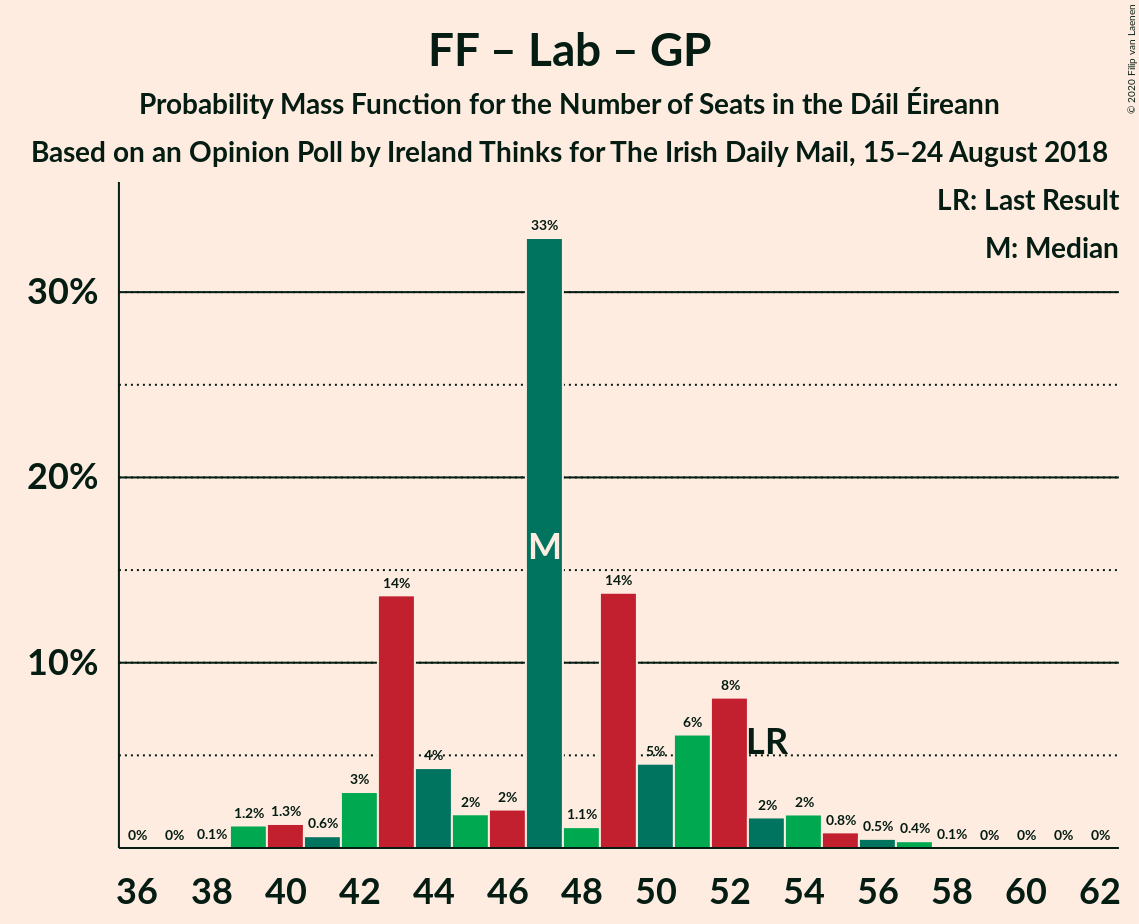 FF – Lab – GP
Probability Mass Function for the Number of Seats in the Dáil Éireann
Based on an Opinion Poll by Ireland Thinks for The Irish Daily Mail, 15–24 August 2018
© 2020 Filip van Laenen
LR: Last Result
M: Median
30%
20%
10%
0% 0% 0.1% 1.2% 1.3% 0.6% 3% 14% 4% 2% 2% 33% 1.1% 14% 5% 6% 8% 2% 2% 0.8% 0.5% 0.4% 0.1% 0% 0% 0% 0%
M
LR
36 38 40 42 44 46 48 50 52 54 56 58 60 62